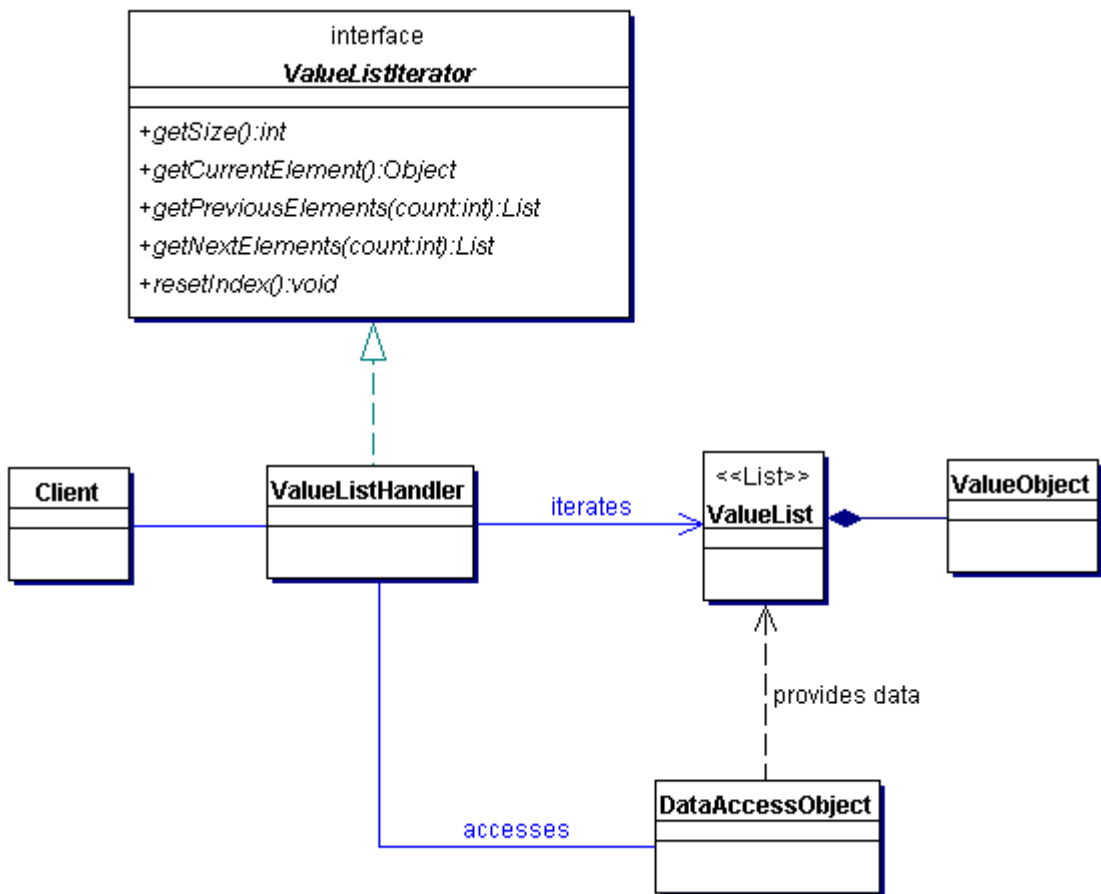 interface
ValueListIterator
+getSize():int
+getCurrentElement():Object
+getPreviousElements(count:int):List
+getNextElements(count:int):List
+resetIndex():void
Client
ValueListHandler
iterates
<<List>>
ValueList
ValueObject
provides data
DataAccessObject
accesses